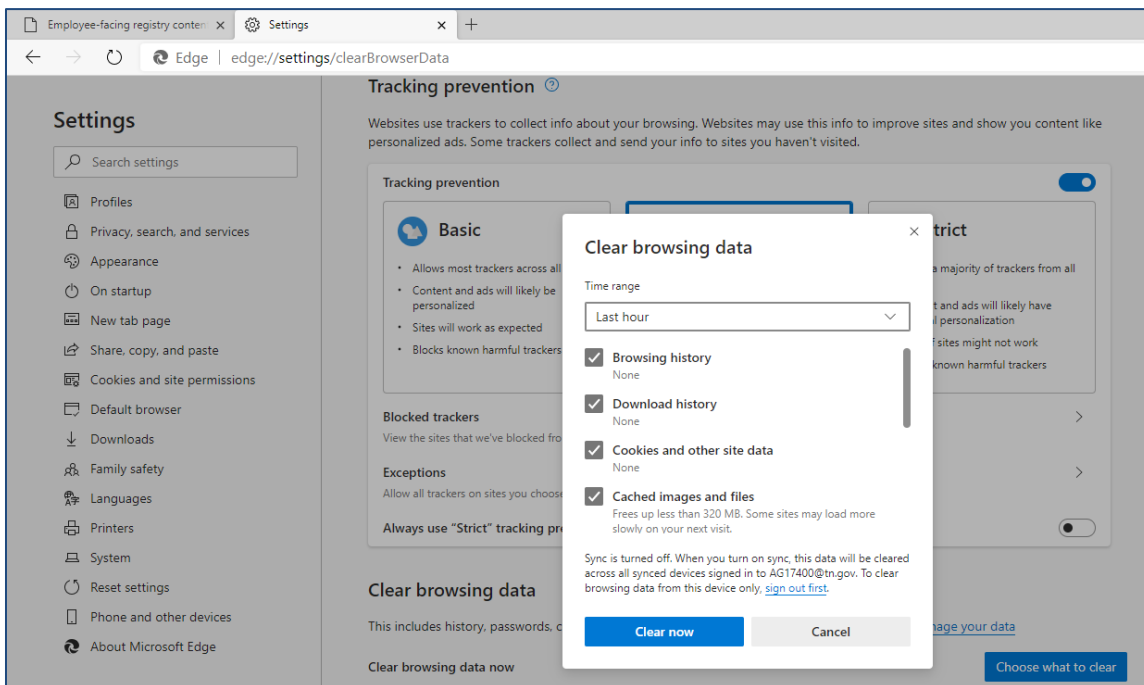 Employee-facing registry conten
Settings
Edge | edge://settings/clearBrowserData
Settings
Search settings
Profiles
Privacy, search, and services
Appearance
On startup
New tab page
Share, copy, and paste
Cookies and site permissions
Default browser
Downloads
Family safety
Languages
Printers
System
Reset settings
Phone and other devices
About Microsoft Edge
Tracking prevention
Websites use trackers to collect info about your browsing. Websites may use this info to improve sites and show you content like
personalized ads. Some trackers collect and send your info to sites you haven't visited.
Tracking prevention
Basic
• Allows most trackers across all
• Content and ads will likely be
personalized
• Sites will work as expected
• Blocks known harmful trackers
trict
a majority of trackers from all
t and ads will likely have
l personalization
f sites might not work
known harmful trackers
Blocked trackers
View the sites that we've blocked fro
Exceptions
Allow all trackers on sites you choose
Always use "Strict" tracking pre
Clear browsing data
This includes history, passwords, c
nage your data
Clear browsing data now
Choose what to clear
Clear browsing data
Time range
Last hour
Browsing history
None
Download history
None
Cookies and other site data
None
Cached images and files
Frees up less than 320 MB. Some sites may load more
slowly on your next visit.
Sync is turned off. When you turn on sync, this data will be cleared
across all synced devices signed in to AG17400@tn.gov. To clear
browsing data from this device only, sign out first.
Clear now
Cancel